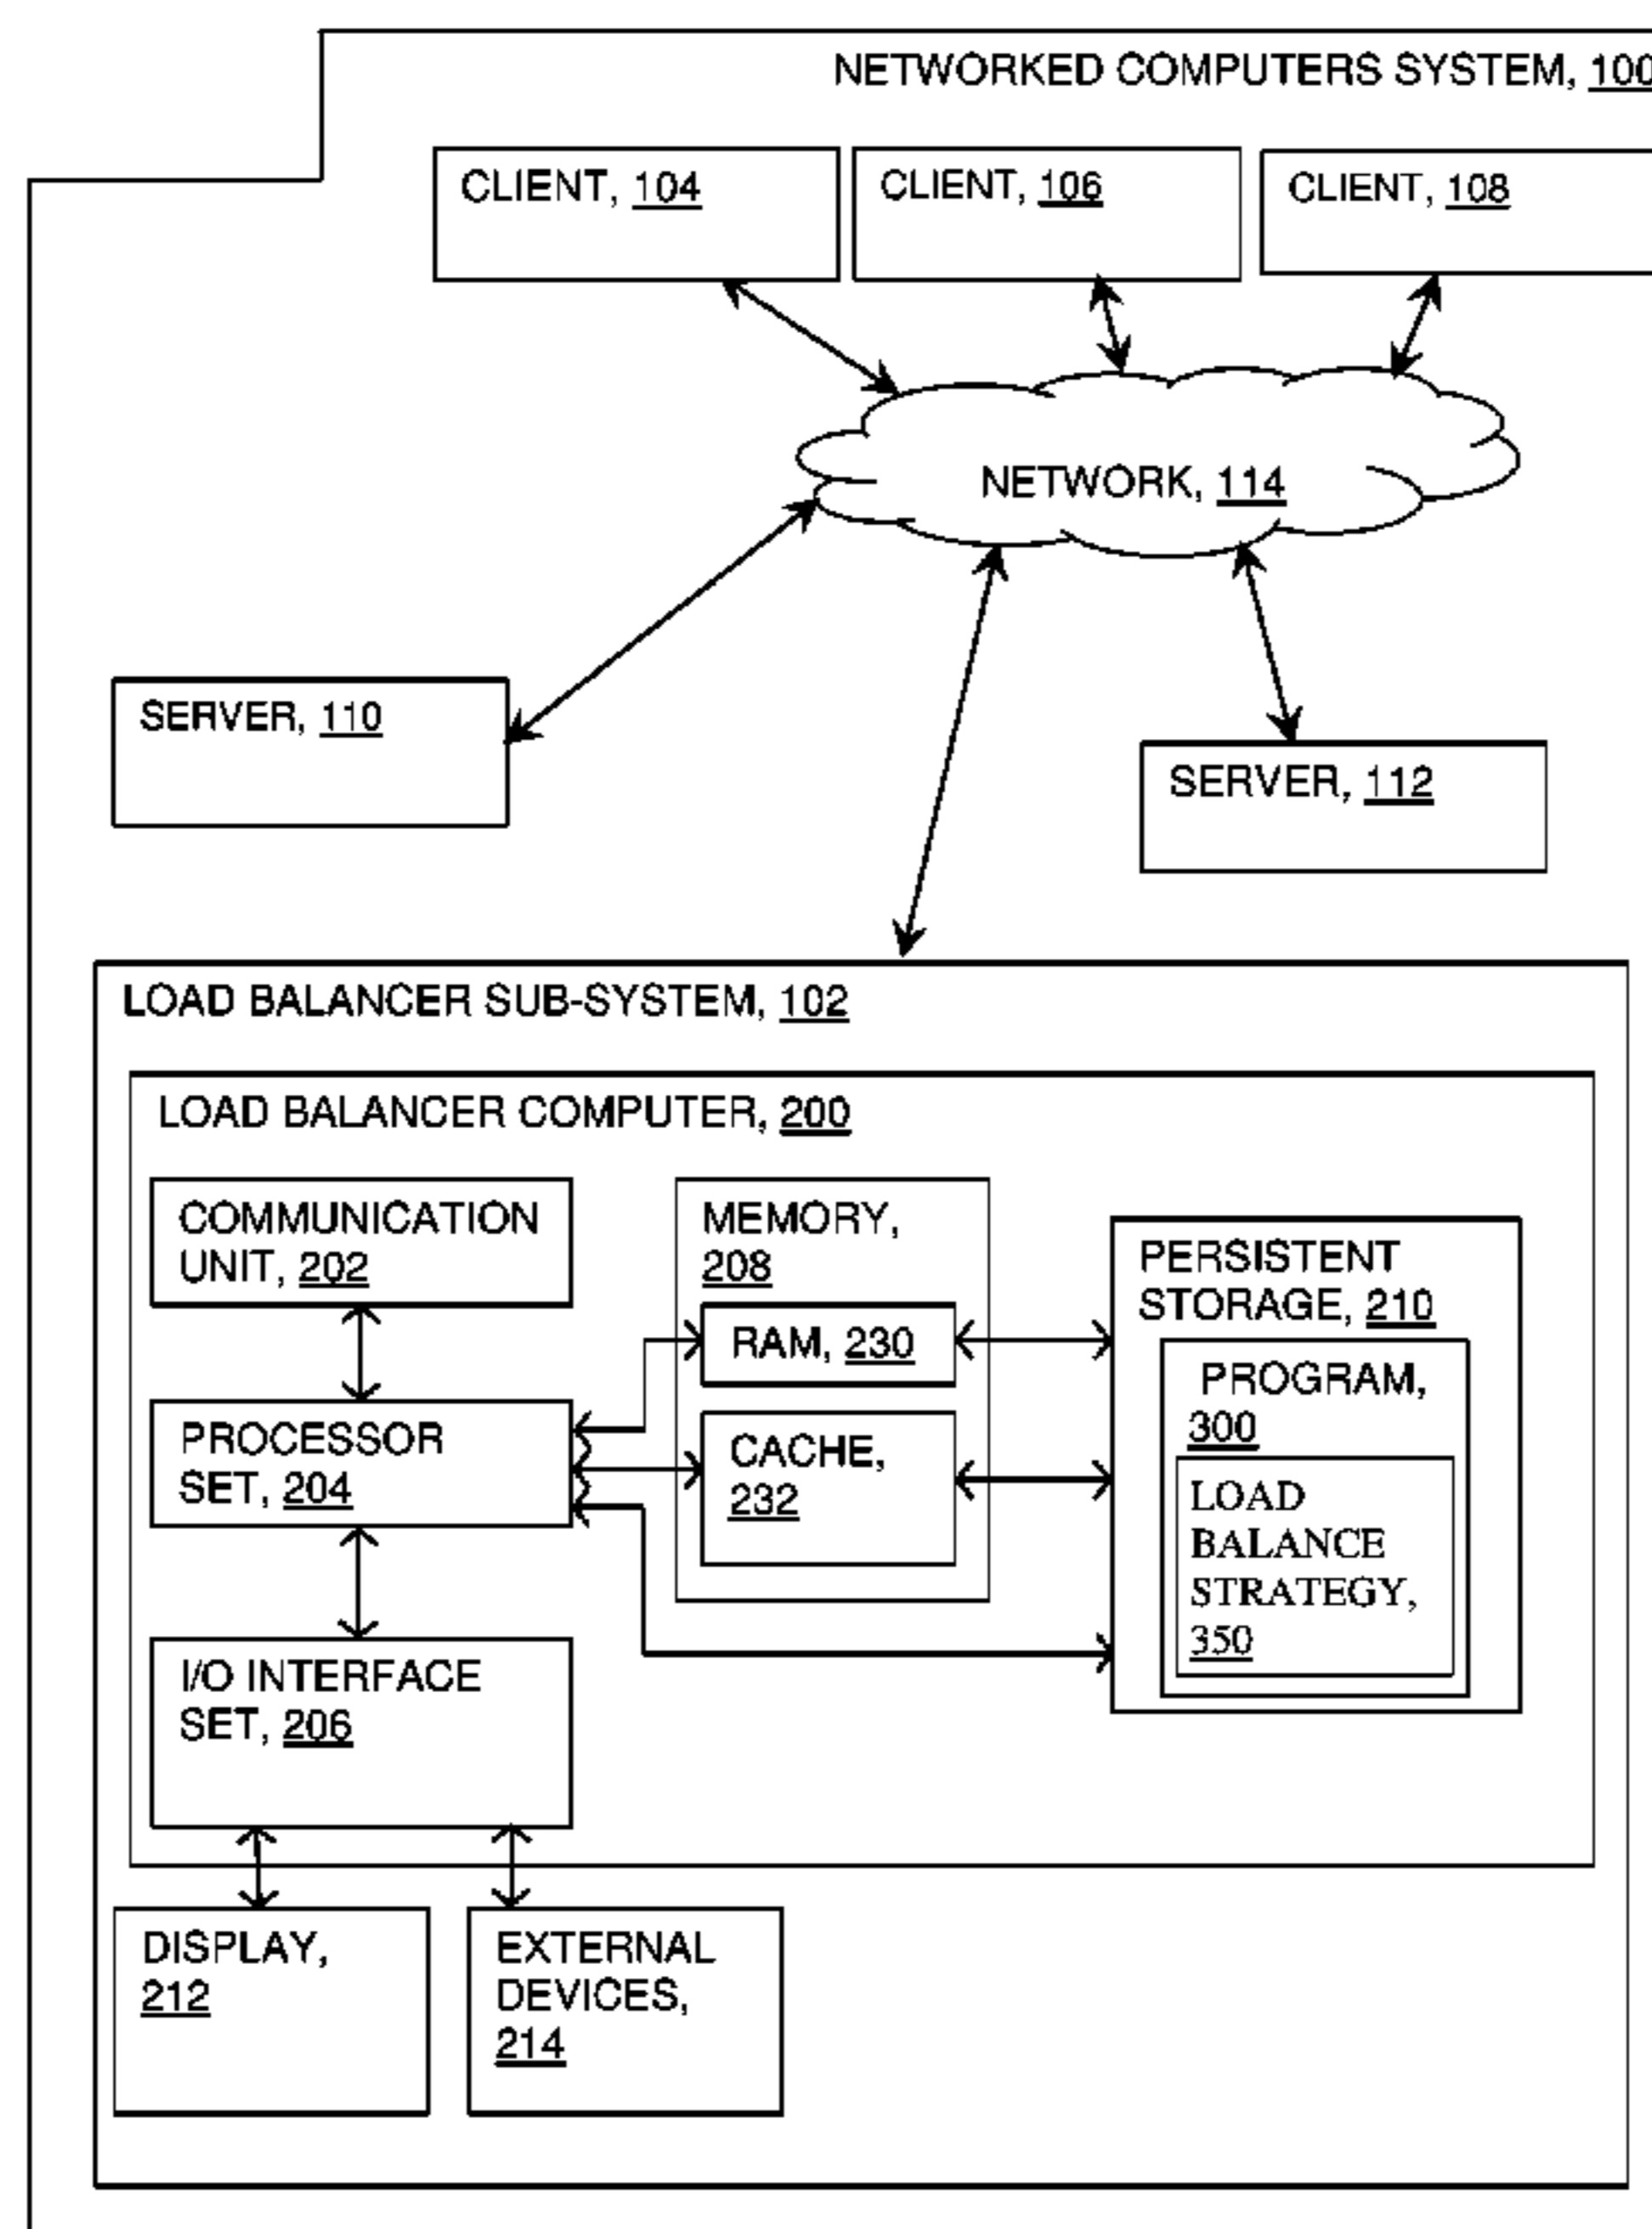 NETWORKED COMPUTERS SYSTEM, 100
CLIENT, 104
CLIENT, 106
CLIENT, 108
NETWORK, 114
SERVER, 110
SERVER, 112
LOAD BALANCER SUB-SYSTEM, 102
LOAD BALANCER COMPUTER, 200
COMMUNICATION
UNIT, 202
MEMORY,
208
PERSISTENT
STORAGE, 210
RAM, 230
PROGRAM,
300
PROCESSOR
SET, 204
CACHE,
232
LOAD
BALANCE
STRATEGY,
350
I/O INTERFACE
SET, 206
DISPLAY,
212
EXTERNAL
DEVICES,
214